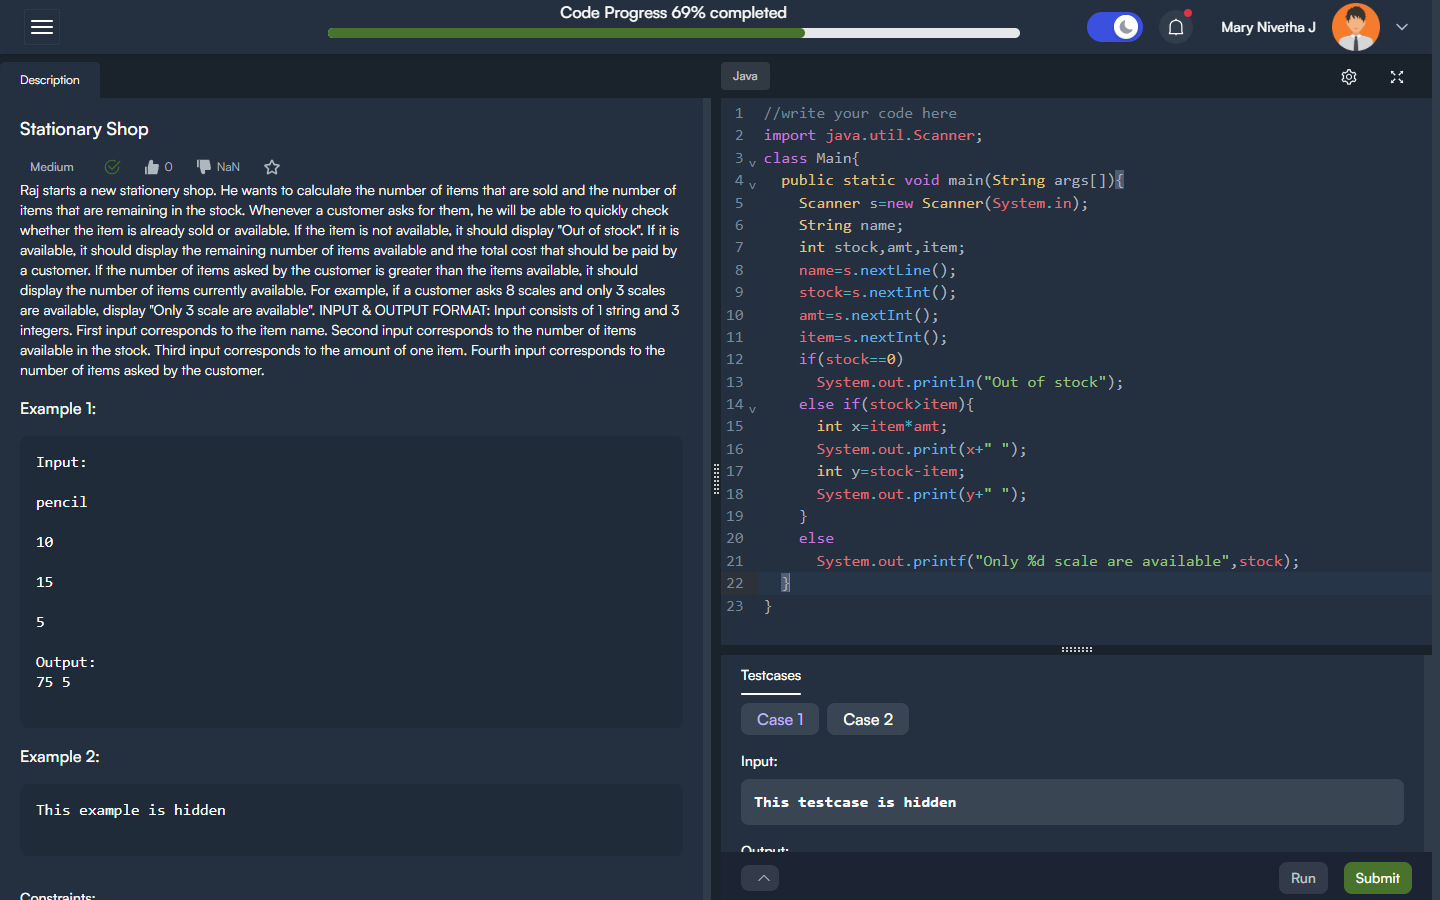 Code Progress 69% completed
Mary Nivetha J
Description
Stationary Shop
Medium
0
NaN
Raj starts a new stationery shop. He wants to calculate the number of items that are sold and the number of
items that are remaining in the stock. Whenever a customer asks for them, he will be able to quickly check
whether the item is already sold or available. If the item is not available, it should display "Out of stock". If it is
available, it should display the remaining number of items available and the total cost that should be paid by
a customer. If the number of items asked by the customer is greater than the items available, it should
display the number of items currently available. For example, if a customer asks 8 scales and only 3 scales
are available, display "Only 3 scale are available". INPUT & OUTPUT FORMAT: Input consists of 1 string and 3
integers. First input corresponds to the item name. Second input corresponds to the number of items
available in the stock. Third input corresponds to the amount of one item. Fourth input corresponds to the
number of items asked by the customer.
Example 1:
Input:
pencil
10
15
5
Output:
75 5
Example 2:
This example is hidden
Constraints:
Java
1 //write your code here
2 import java.util.Scanner;
3 class Main{
4 public static void main(String args[]){
5 Scanner s=new Scanner(System.in);
6 String name;
7 int stock,amt,item;
8 name=s.nextLine();
9 stock=s.nextInt();
10 amt=s.nextInt();
11 item=s.nextInt();
12 if(stock==0)
13 System.out.println("Out of stock");
14 else if(stock>item){
15 int x=item*amt;
16 System.out.print(x+" ");
17 int y=stock-item;
18 System.out.print(y+" ");
19 }
20 else
21 System.out.printf("Only %d scale are available",stock);
22 }
23 }
Testcases
Case 1
Case 2
Input:
This testcase is hidden
Output:
Run
Submit